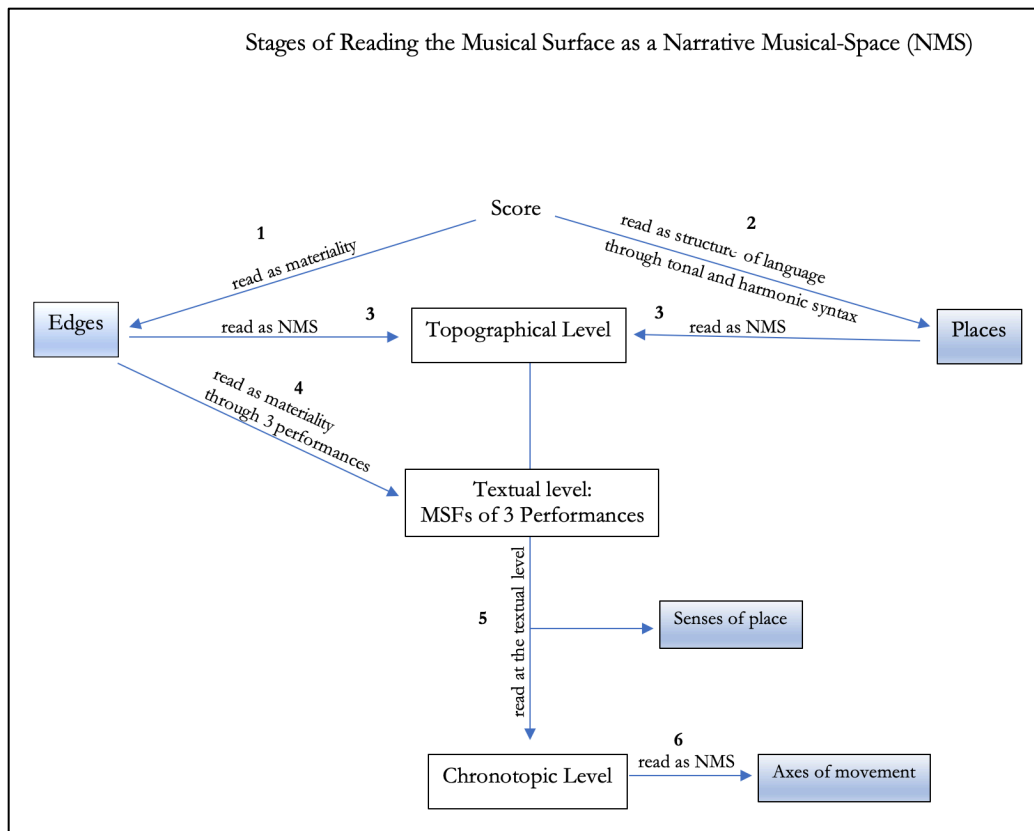 Stages of Reading the Musical Surface as a Narrative Musical-Space (NMS)
Score
1
read as materiality
2
read as structure of language
through tonal and harmonic syntax
Edges
3
read as NMS
Topographical Level
3
read as NMS
Places
4
read as materiality
through 3 performances
Textual level:
MSFs of 3 Performances
5
read at the textual level
Senses of place
Chronotopic Level
6
read as NMS
Axes of movement